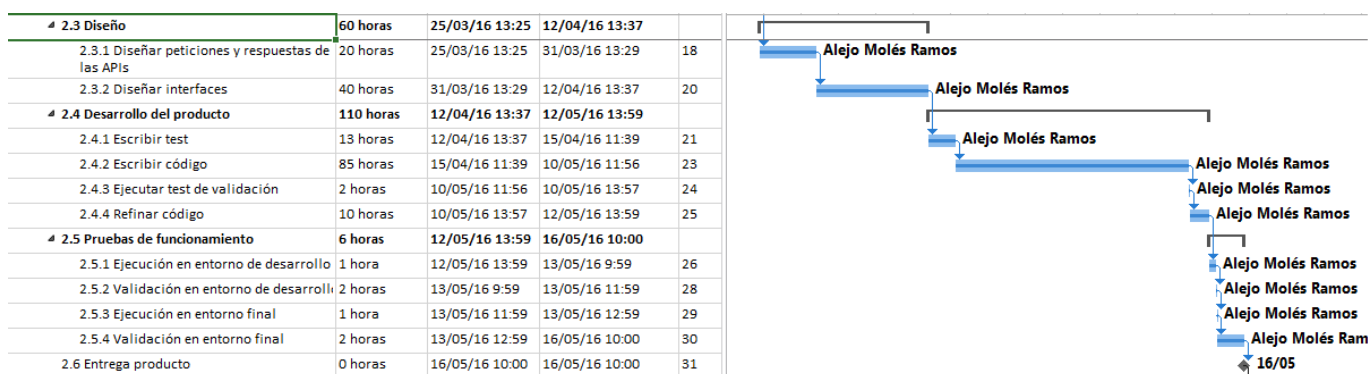 2.3 Diseño 60 horas 25/03/16 13:25 12/04/16 13:37
2.3.1 Diseñar peticiones y respuestas de 20 horas 25/03/16 13:25 31/03/16 13:29 18 Alejo Molés Ramos
las APIs
2.3.2 Diseñar interfaces 40 horas 31/03/16 13:29 12/04/16 13:37 20 Alejo Molés Ramos
2.4 Desarrollo del producto 110 horas 12/04/16 13:37 12/05/16 13:59
2.4.1 Escribir test 13 horas 12/04/16 13:37 15/04/16 11:39 21 Alejo Molés Ramos
2.4.2 Escribir código 85 horas 15/04/16 11:39 10/05/16 11:56 23 Alejo Molés Ramos
2.4.3 Ejecutar test de validación 2 horas 10/05/16 11:56 10/05/16 13:57 24 Alejo Molés Ramos
2.4.4 Refinar código 10 horas 10/05/16 13:57 12/05/16 13:59 25 Alejo Molés Ramos
2.5 Pruebas de funcionamiento 6 horas 12/05/16 13:59 16/05/16 10:00
2.5.1 Ejecución en entorno de desarrollo 1 hora 12/05/16 13:59 13/05/16 9:59 26 Alejo Molés Ramos
2.5.2 Validación en entorno de desarroll 2 horas 13/05/16 9:59 13/05/16 11:59 28 Alejo Molés Ramos
2.5.3 Ejecución en entorno final 1 hora 13/05/16 11:59 13/05/16 12:59 29 Alejo Molés Ramos
2.5.4 Validación en entorno final 2 horas 13/05/16 12:59 16/05/16 10:00 30 Alejo Molés Ram
2.6 Entrega producto 0 horas 16/05/16 10:00 16/05/16 10:00 31 16/05